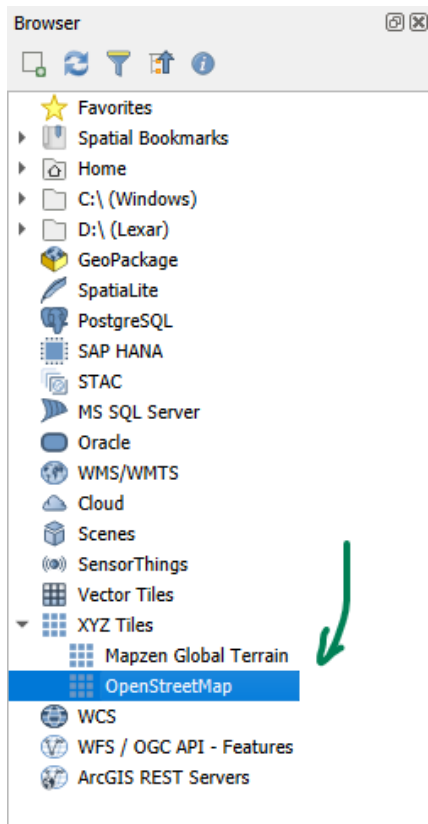 Browser
Favorites
Spatial Bookmarks
Home
C:\ (Windows)
D:\ (Lexar)
GeoPackage
SpatiaLite
PostgreSQL
SAP HANA
STAC
MS SQL Server
Oracle
WMS/WMTS
Cloud
Scenes
SensorThings
Vector Tiles
XYZ Tiles
Mapzen Global Terrain
OpenStreetMap
WCS
WFS / OGC API - Features
ArcGIS REST Servers